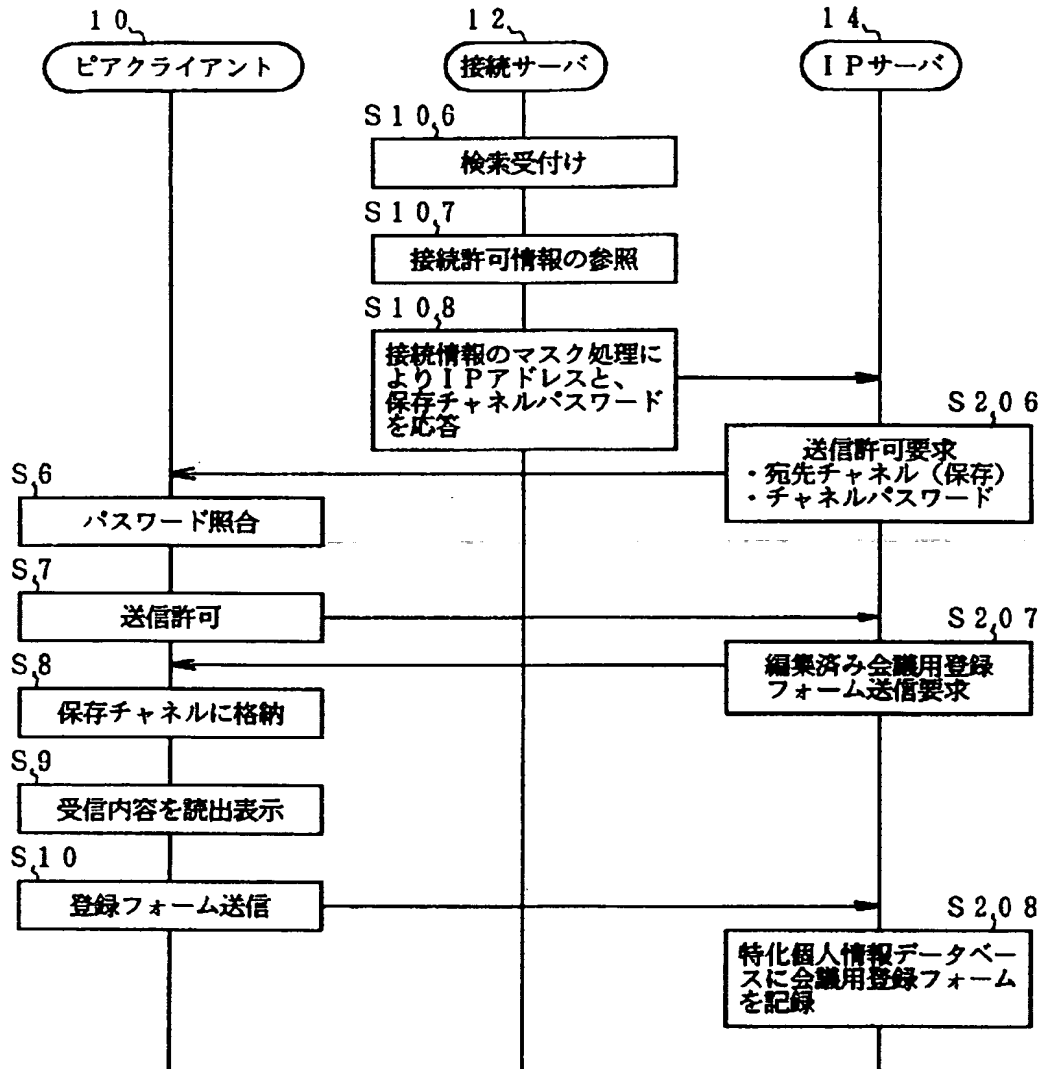 10
12
14
ピアクライアント
接続サーバ
IPサーバ
S106
検索受付け
S107
接続許可情報の参照
S108
接続情報のマスク処理に
よりIPアドレスと、
保存チャネルパスワード
を応答
S206
送信許可要求
・宛先チャネル（保存）
・チャネルパスワード
S6
パスワード照合
S7
送信許可
S207
編集済み会議用登録
フォーム送信要求
S8
保存チャネルに格納
S9
受信内容を読出表示
S10
登録フォーム送信
S208
特化個人情報データベー
スに会議用登録フォーム
を記録